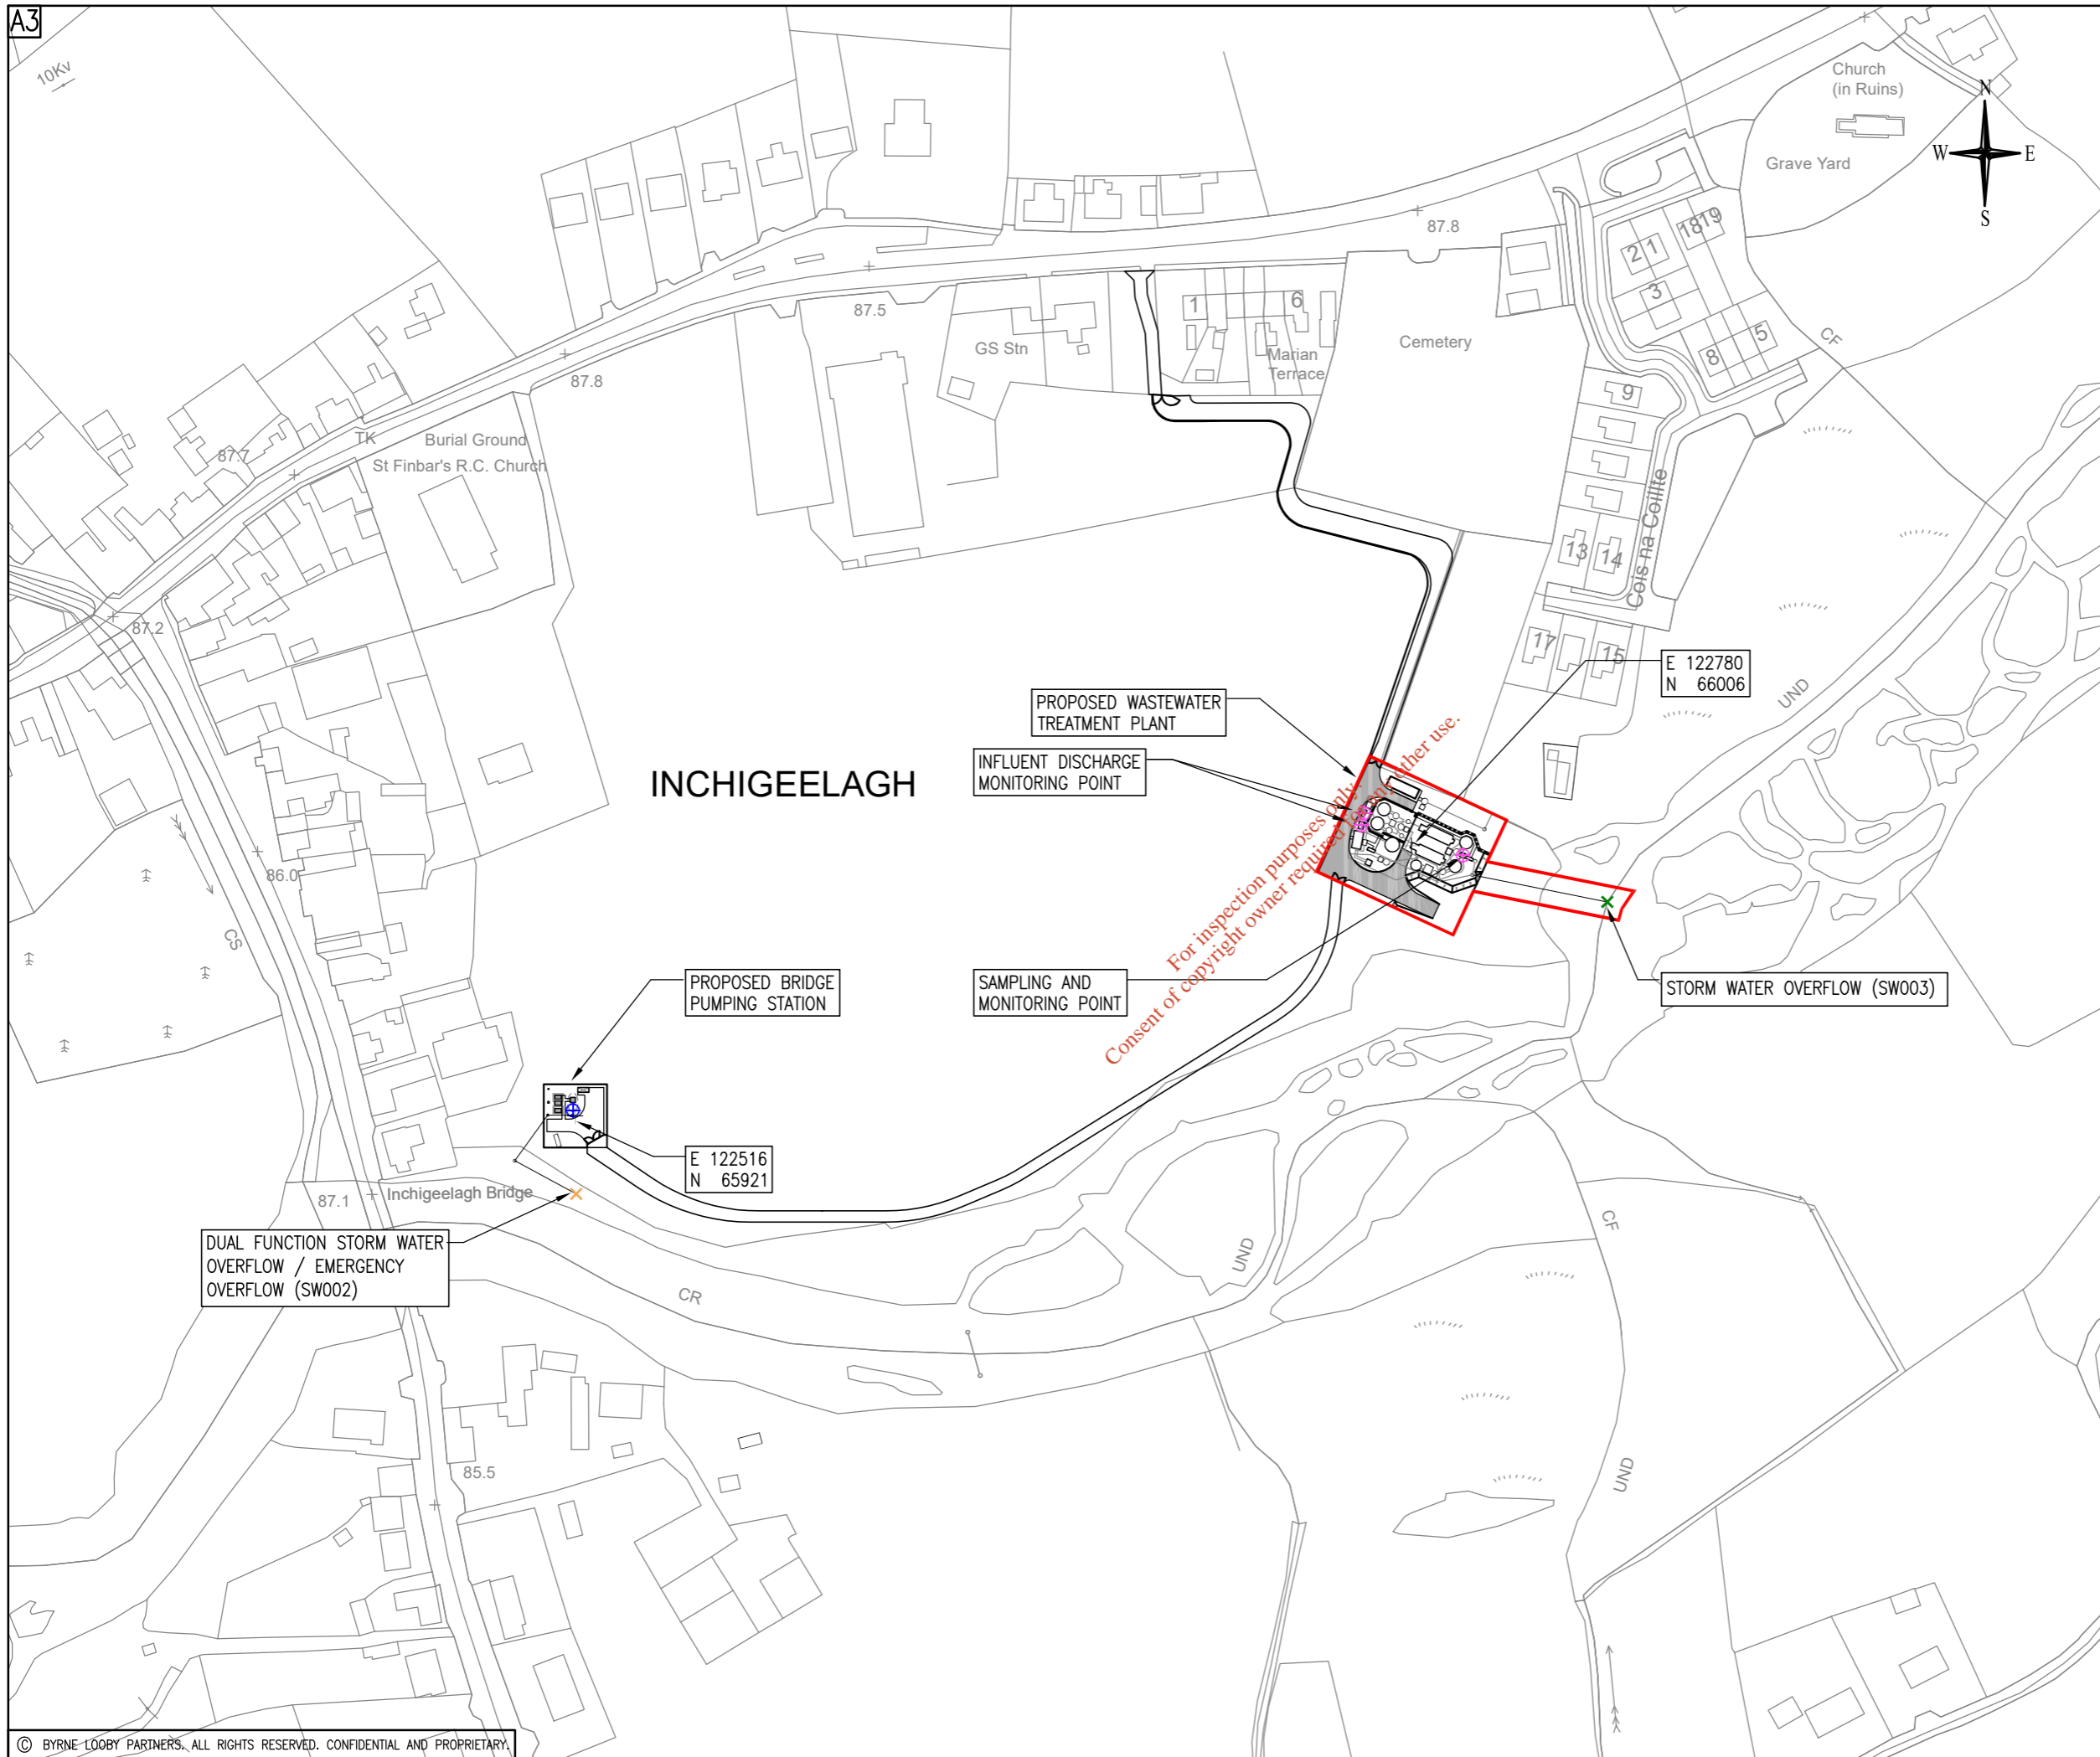 A3
10Kv
Church
(in Ruins)
N
W
E
S
Grave Yard
87.8
21
1819
3
8
5
CF
87.5
GS Stn
1
6
Marian
Terrace
Cemetery
87.8
9
TK
Burial Ground
St Finbar's R.C. Church
87.7
13
14
Cois na Coillte
87.2
17
15
E 122780
N 66006
UND
PROPOSED WASTEWATER
TREATMENT PLANT
INFLUENT DISCHARGE
MONITORING POINT
INCHIGEELAGH
For inspection purposes only.
Consent of copyright owner required for any other use.
86.0
CS
PROPOSED BRIDGE
PUMPING STATION
SAMPLING AND
MONITORING POINT
STORM WATER OVERFLOW (SW003)
E 122516
N 65921
87.1
Inchigeelagh Bridge
DUAL FUNCTION STORM WATER
OVERFLOW / EMERGENCY
OVERFLOW (SW002)
CR
UND
CF
85.5
UND
© BYRNE LOOBY PARTNERS. ALL RIGHTS RESERVED. CONFIDENTIAL AND PROPRIETARY.